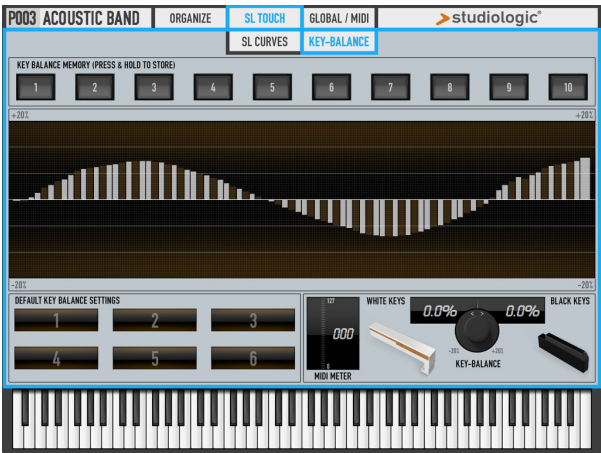 P003 ACOUSTIC BAND ORGANIZE SL TOUCH GLOBAL / MIDI studiologic®
SL CURVES KEY-BALANCE
KEY BALANCE MEMORY (PRESS & HOLD TO STORE)
1 2 3 4 5 6 7 8 9 10
+20% +20%
-20% -20%
DEFAULT KEY BALANCE SETTINGS
1 2 3
4 5 6
127
000
0
MIDI METER
WHITE KEYS BLACK KEYS
0.0% < > 0.0%
-20% +20%
KEY-BALANCE